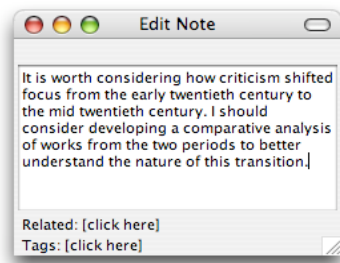 Edit Note
It is worth considering how criticism shifted
focus from the early twentieth century to
the mid twentieth century. I should
consider developing a comparative analysis
of works from the two periods to better
understand the nature of this transition.
Related: [click here]
Tags: [click here]